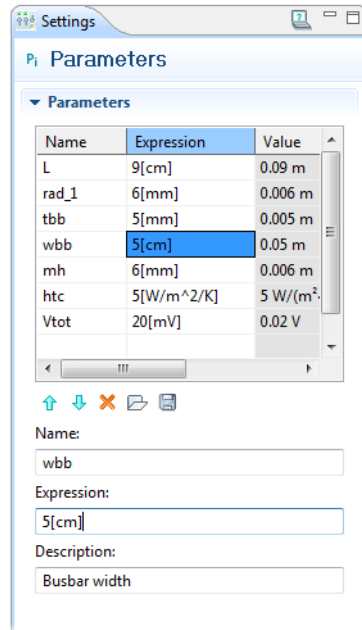 Settings
Pi Parameters
Parameters
Name Expression Value
L 9[cm] 0.09 m
rad_1 6[mm] 0.006 m
tbb 5[mm] 0.005 m
wbb 5[cm] 0.05 m
mh 6[mm] 0.006 m
htc 5[W/m^2/K] 5 W/(m²·
Vtot 20[mV] 0.02 V
Name:
wbb
Expression:
5[cm]
Description:
Busbar width